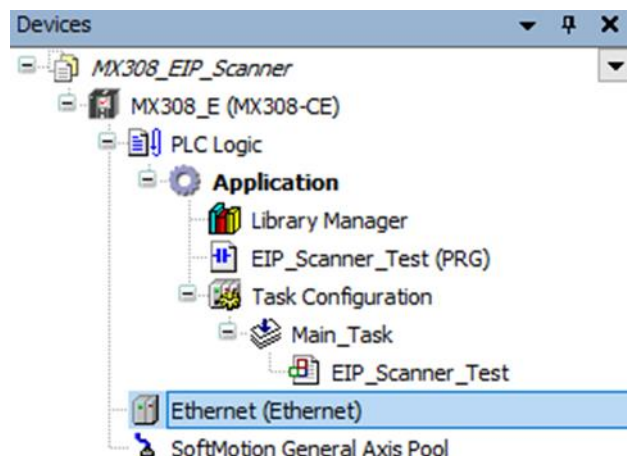 Devices
MX308_EIP_Scanner
MX308_E (MX308-CE)
PLC Logic
Application
Library Manager
EIP_Scanner_Test (PRG)
Task Configuration
Main_Task
EIP_Scanner_Test
Ethernet (Ethernet)
SoftMotion General Axis Pool